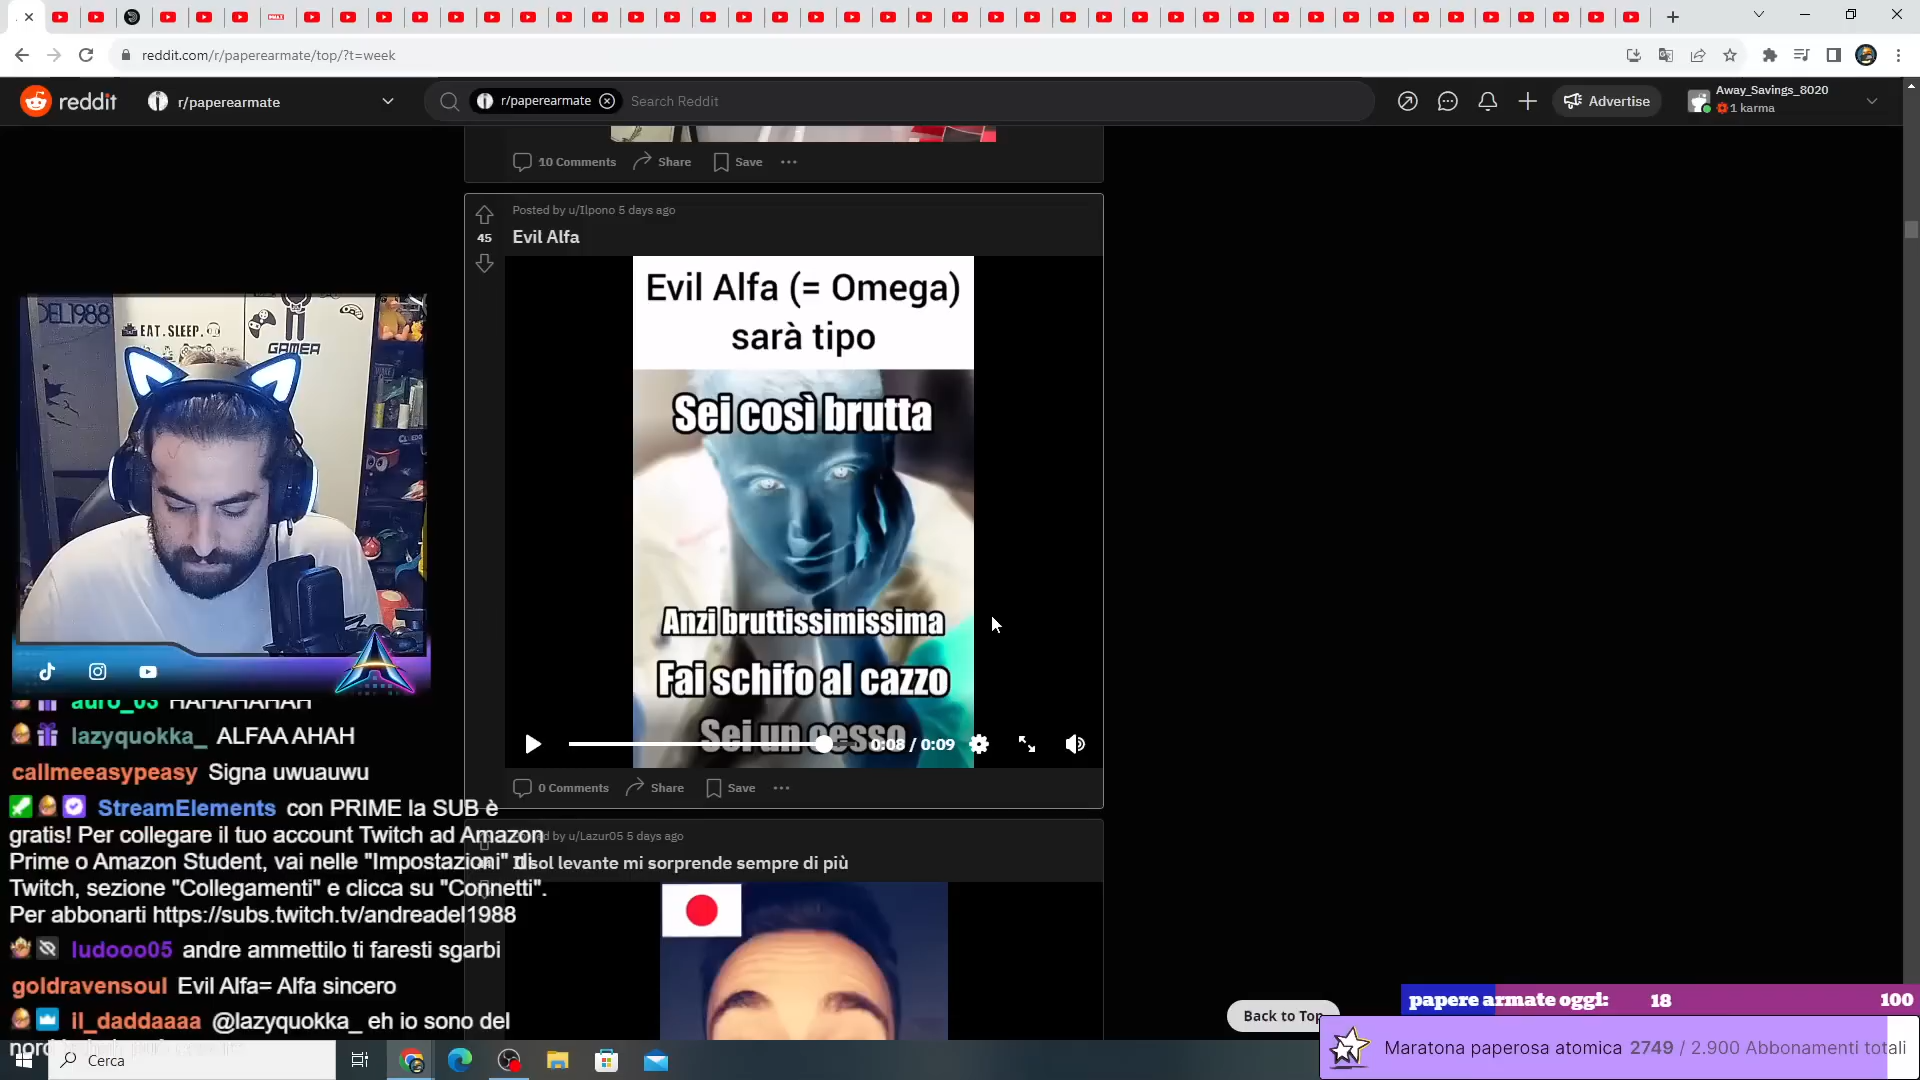 reddit.com/r/paperearmate/top/?t=week
reddit
r/paperearmate
r/paperearmate
Search Reddit
Advertise
Away_Savings_8020
1 karma
10 Comments
Share
Save
Posted by u/Ilpono 5 days ago
45
Evil Alfa
Evil Alfa (= Omega)
sarà tipo
Sei così brutta
Anzi bruttissimissima
Fai schifo al cazzo
Sei un cesso
0:08 / 0:09
0 Comments
Share
Save
u/Lazur05 5 days ago
sol levante mi sorprende sempre di più
DEL1988
EAT.SLEEP.
GAMER
auro_03 HAHAHAHAH
lazyquokka_ ALFAA AHAH
callmeeasypeasy Signa uwuauwu
StreamElements con PRIME la SUB è
gratis! Per collegare il tuo account Twitch ad Amazon
Prime o Amazon Student, vai nelle "Impostazioni" di
Twitch, sezione "Collegamenti" e clicca su "Connetti".
Per abbonarti https://subs.twitch.tv/andreadel1988
ludooo05 andre ammettilo ti faresti sgarbi
goldravensoul Evil Alfa= Alfa sincero
il_daddaaaa @lazyquokka_ eh io sono del
Back to Top
papere armate oggi: 18 100
Maratona paperosa atomica 2749 / 2.900 Abbonamenti totali
Cerca